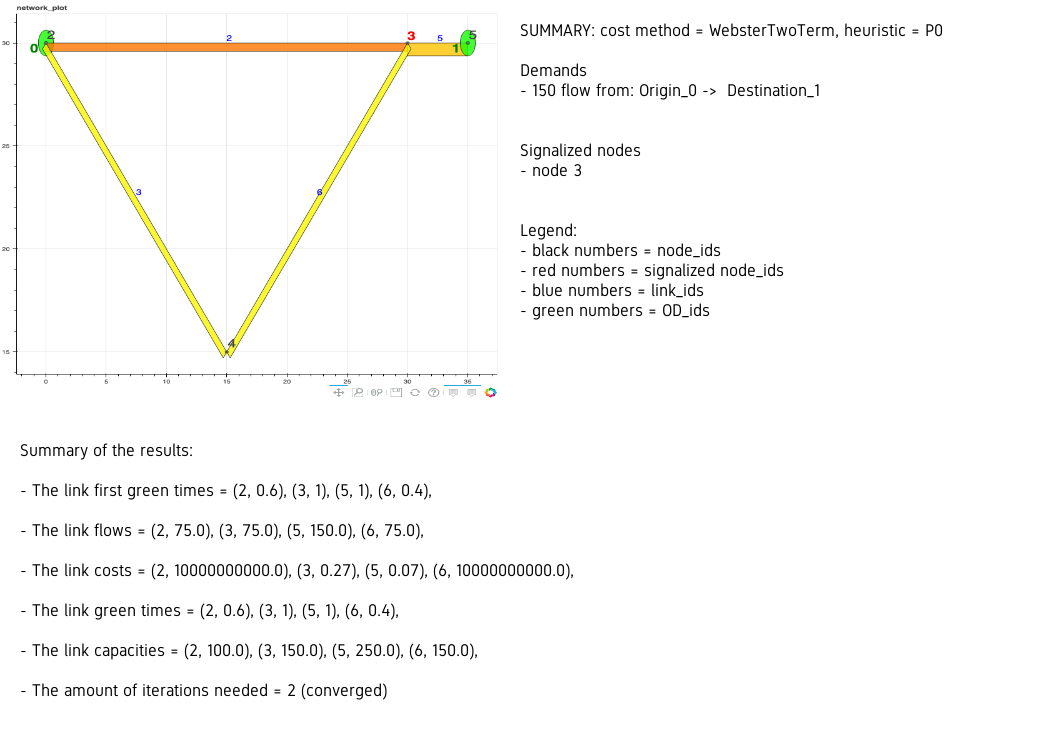 network_plot
SUMMARY: cost method = WebsterTwoTerm, heuristic = P0
Demands
- 150 flow from: Origin_0 -> Destination_1
Signalized nodes
- node 3
Legend:
- black numbers = node_ids
- red numbers = signalized node_ids
- blue numbers = link_ids
- green numbers = OD_ids
30
25
20
15
0
5
10
15
20
25
30
35
0
2
2
3
5
1
5
3
6
4
Summary of the results:
- The link first green times = (2, 0.6), (3, 1), (5, 1), (6, 0.4),
- The link flows = (2, 75.0), (3, 75.0), (5, 150.0), (6, 75.0),
- The link costs = (2, 10000000000.0), (3, 0.27), (5, 0.07), (6, 10000000000.0),
- The link green times = (2, 0.6), (3, 1), (5, 1), (6, 0.4),
- The link capacities = (2, 100.0), (3, 150.0), (5, 250.0), (6, 150.0),
- The amount of iterations needed = 2 (converged)